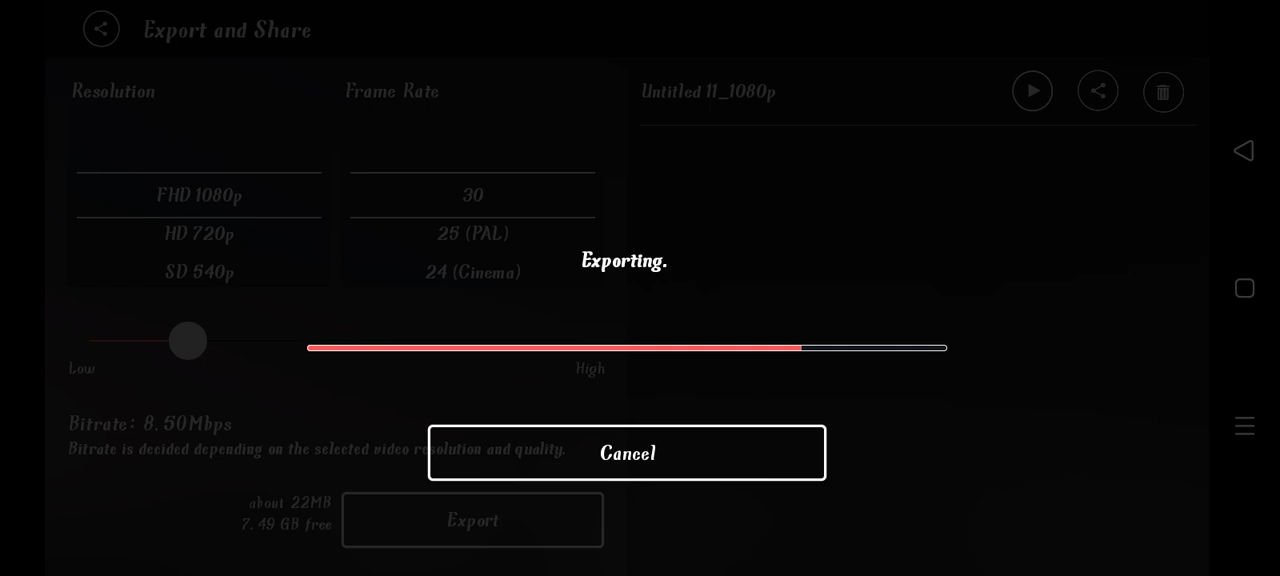 Export and Share
Resolution
Frame Rate
Untitled 11_1080p
FHD 1080p
30
HD 720p
25 (PAL)
SD 540p
24 (Cinema)
Exporting.
Low
High
Bitrate: 8.50Mbps
Bitrate is decided depending on the selected video resolution and quality.
Cancel
about 22MB
7.49 GB free
Export